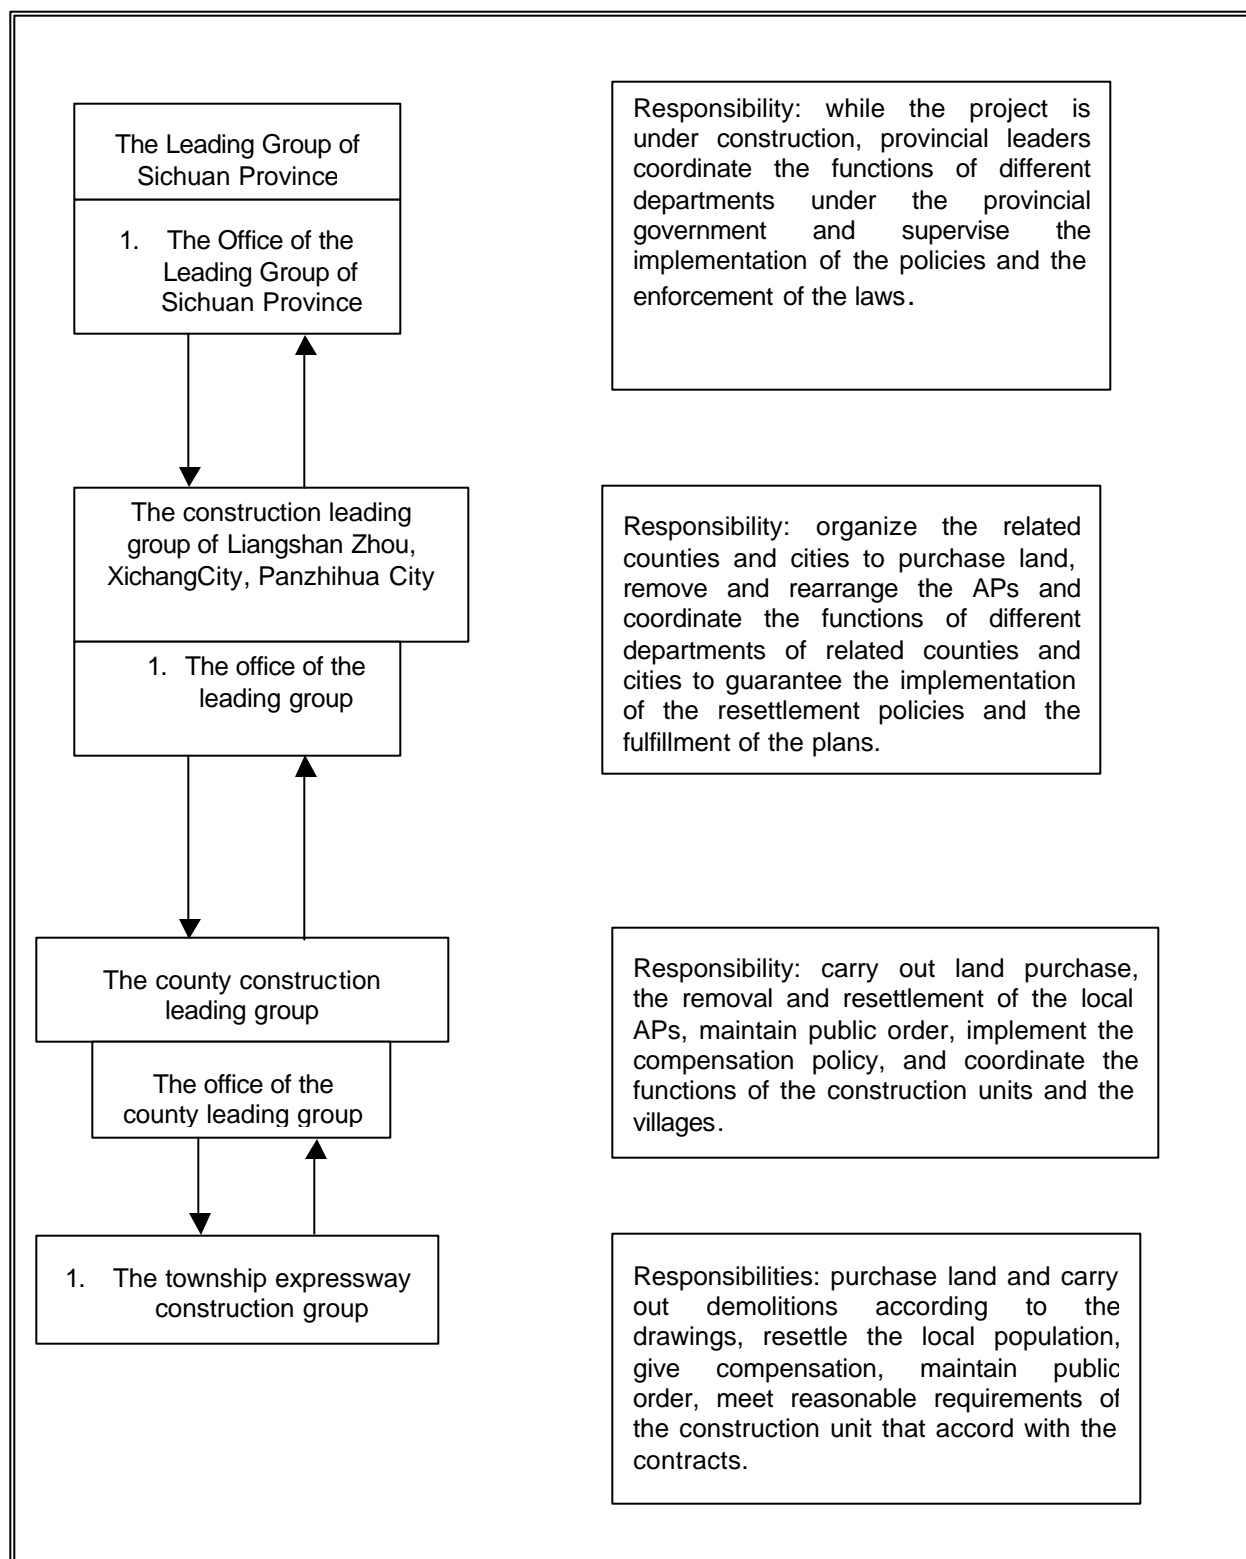 The Leading Group of
Sichuan Province
1. The Office of the
Leading Group of
Sichuan Province
Responsibility: while the project is
under construction, provincial leaders
coordinate the functions of different
departments under the provincial
government and supervise the
implementation of the policies and the
enforcement of the laws.
The construction leading
group of Liangshan Zhou,
XichangCity, Panzhihua City
1. The office of the
leading group
Responsibility: organize the related
counties and cities to purchase land,
remove and rearrange the APs and
coordinate the functions of different
departments of related counties and
cities to guarantee the implementation
of the resettlement policies and the
fulfillment of the plans.
The county construction
leading group
The office of the
county leading group
Responsibility: carry out land purchase,
the removal and resettlement of the local
APs, maintain public order, implement the
compensation policy, and coordinate the
functions of the construction units and the
villages.
1. The township expressway
construction group
Responsibilities: purchase land and carry
out demolitions according to the
drawings, resettle the local population,
give compensation, maintain public
order, meet reasonable requirements of
the construction unit that accord with the
contracts.